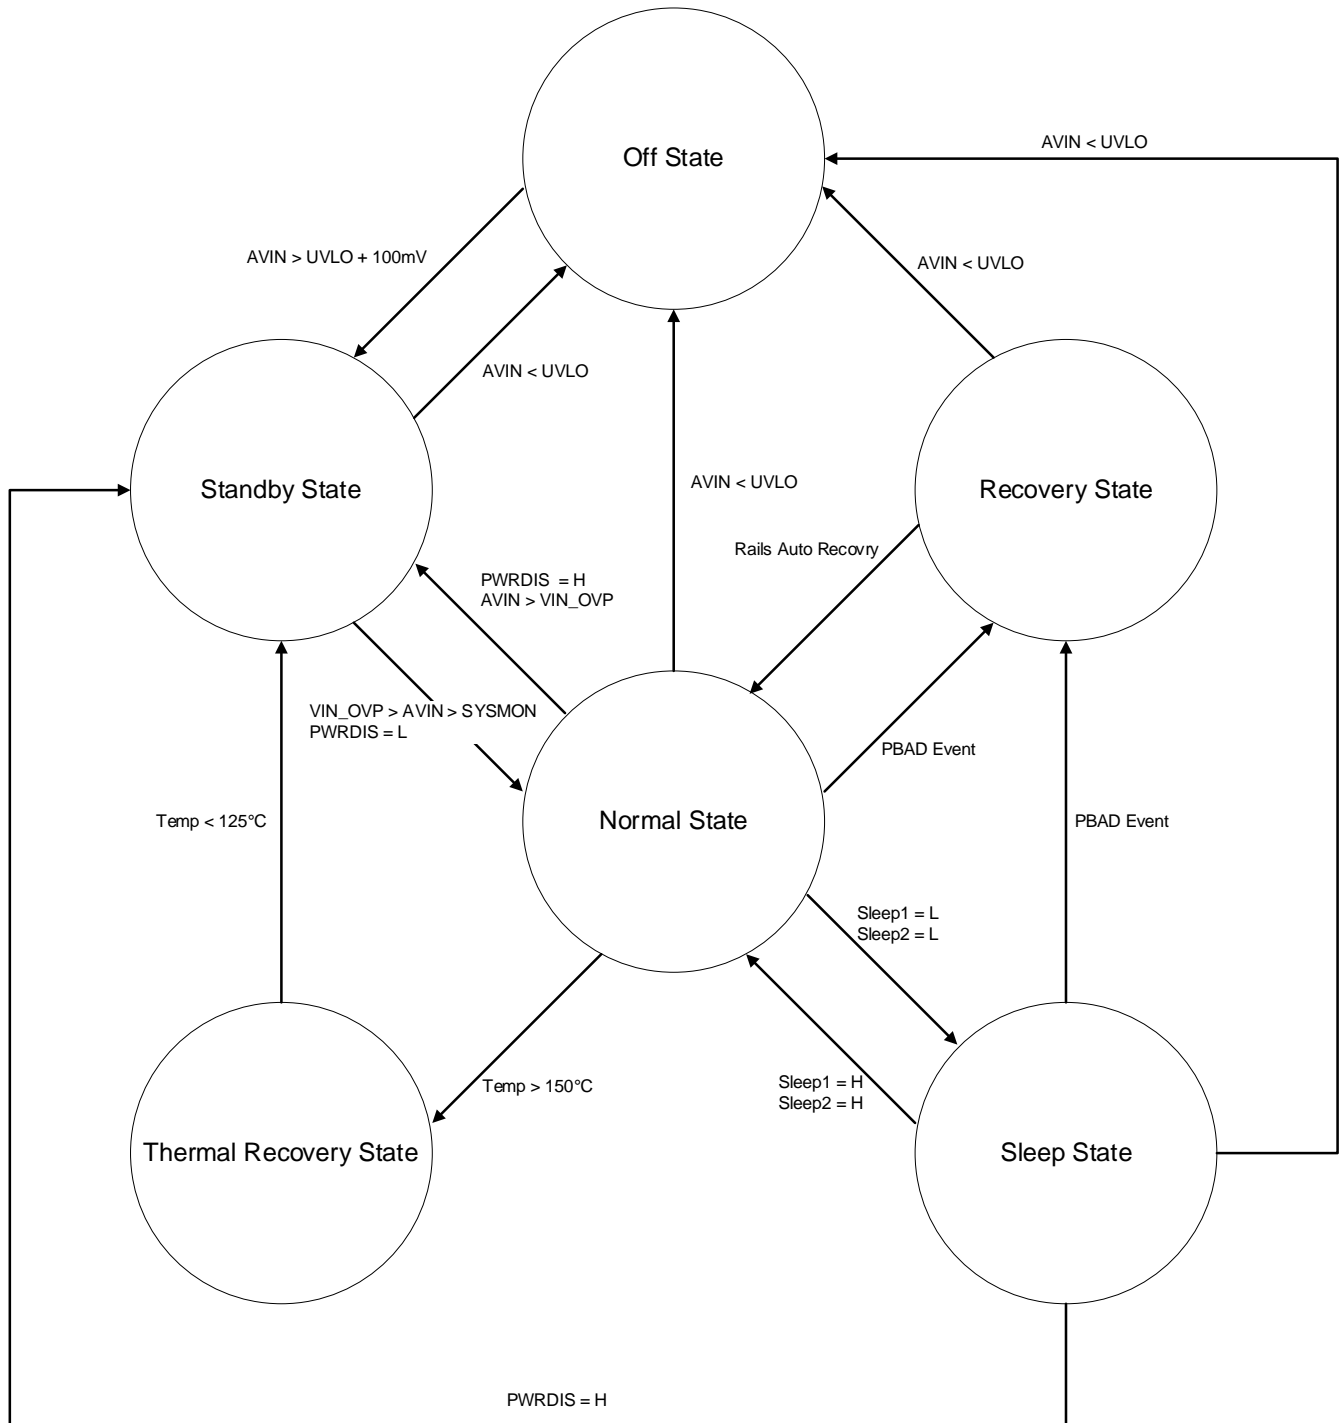 Off State
AVIN < UVLO
AVIN > UVLO + 100mV
AVIN < UVLO
AVIN < UVLO
Standby State
AVIN < UVLO
Recovery State
Rails Auto Recovry
PWRDIS = H
AVIN > VIN_OVP
VIN_OVP > AVIN > SYSMON
PWRDIS = L
PBAD Event
Temp < 125°C
Normal State
PBAD Event
Sleep1 = L
Sleep2 = L
Temp > 150°C
Sleep1 = H
Sleep2 = H
Thermal Recovery State
Sleep State
PWRDIS = H